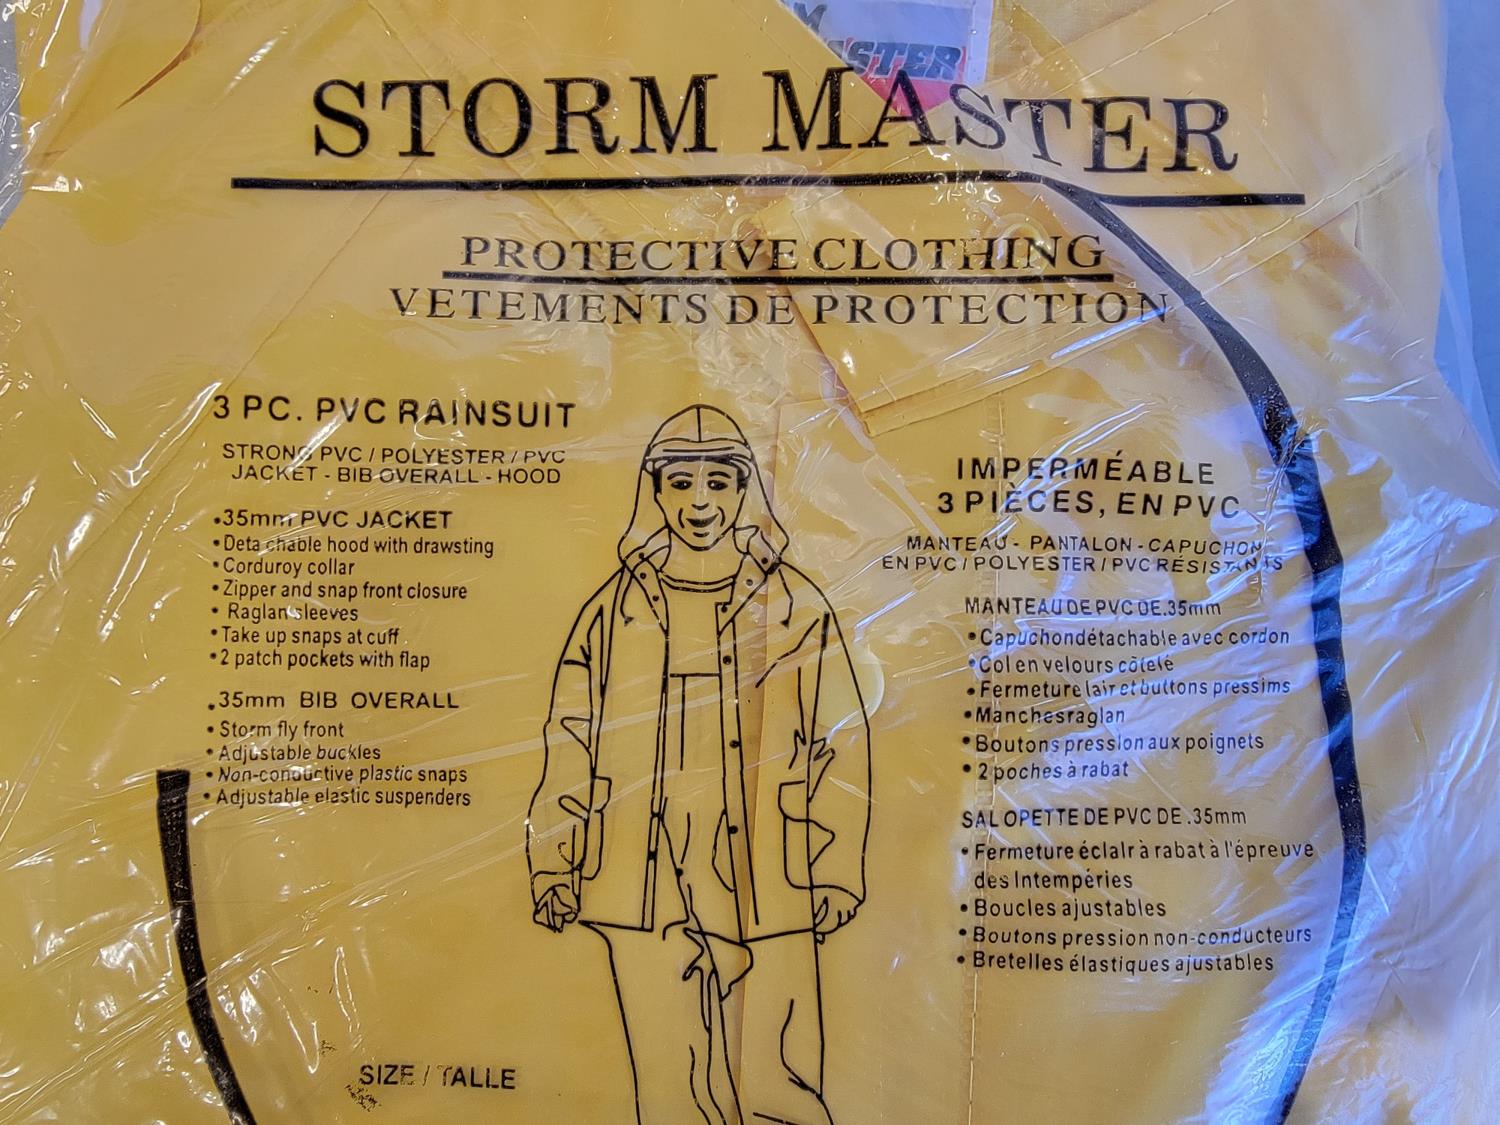 M
ASTER
STORM MASTER
PROTECTIVE CLOTHING
VETEMENTS DE PROTECTION
3 PC. PVC RAINSUIT
STRONG PVC / POLYESTER / PVC
JACKET - BIB OVERALL - HOOD
.35mm PVC JACKET
• Detachable hood with drawsting
• Corduroy collar
• Zipper and snap front closure
• Raglan sleeves
• Take up snaps at cuff
• 2 patch pockets with flap
.35mm BIB OVERALL
• Storm fly front
• Adjustable buckles
• Non-conductive plastic snaps
• Adjustable elastic suspenders
SIZE / TALLE
IMPERMÉABLE
3 PIÈCES, EN PVC
MANTEAU - PANTALON - CAPUCHON
EN PVC / POLYESTER / PVC RÉSISTANTS
MANTEAU DE PVC DE .35mm
• Capuchon détachable avec cordon
• Col en velours côtelé
• Fermeture lair et buttons pressims
• Manches raglan
• Boutons pression aux poignets
• 2 poches à rabat
SALOPETTE DE PVC DE .35mm
• Fermeture éclair à rabat à l'épreuve
des Intempéries
• Boucles ajustables
• Boutons pression non-conducteurs
• Bretelles élastiques ajustables